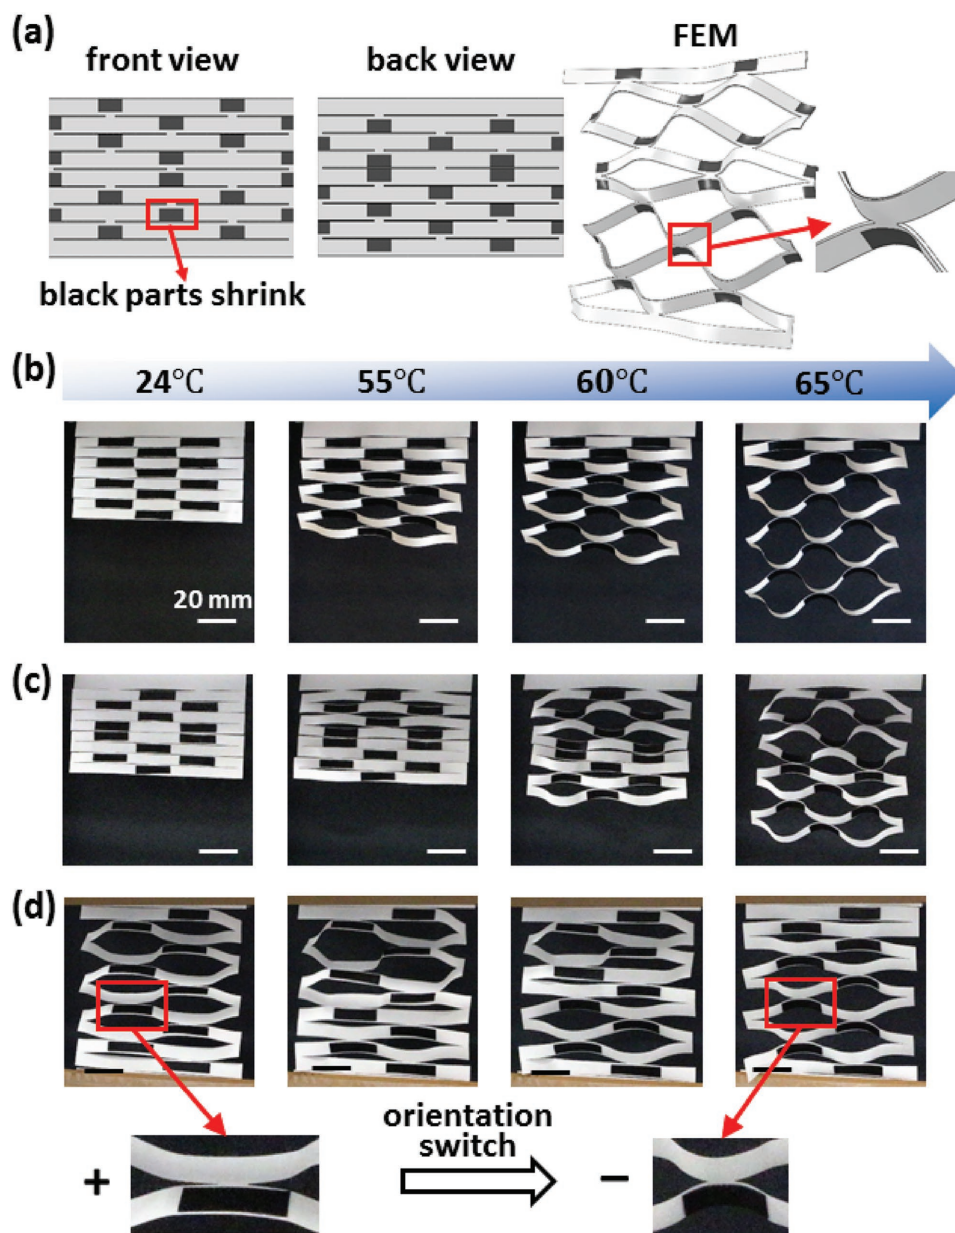 (a)
front view
back view
FEM
black parts shrink
(b)
24°C
55°C
60°C
65°C
20 mm
(c)
(d)
orientation
switch
+
−